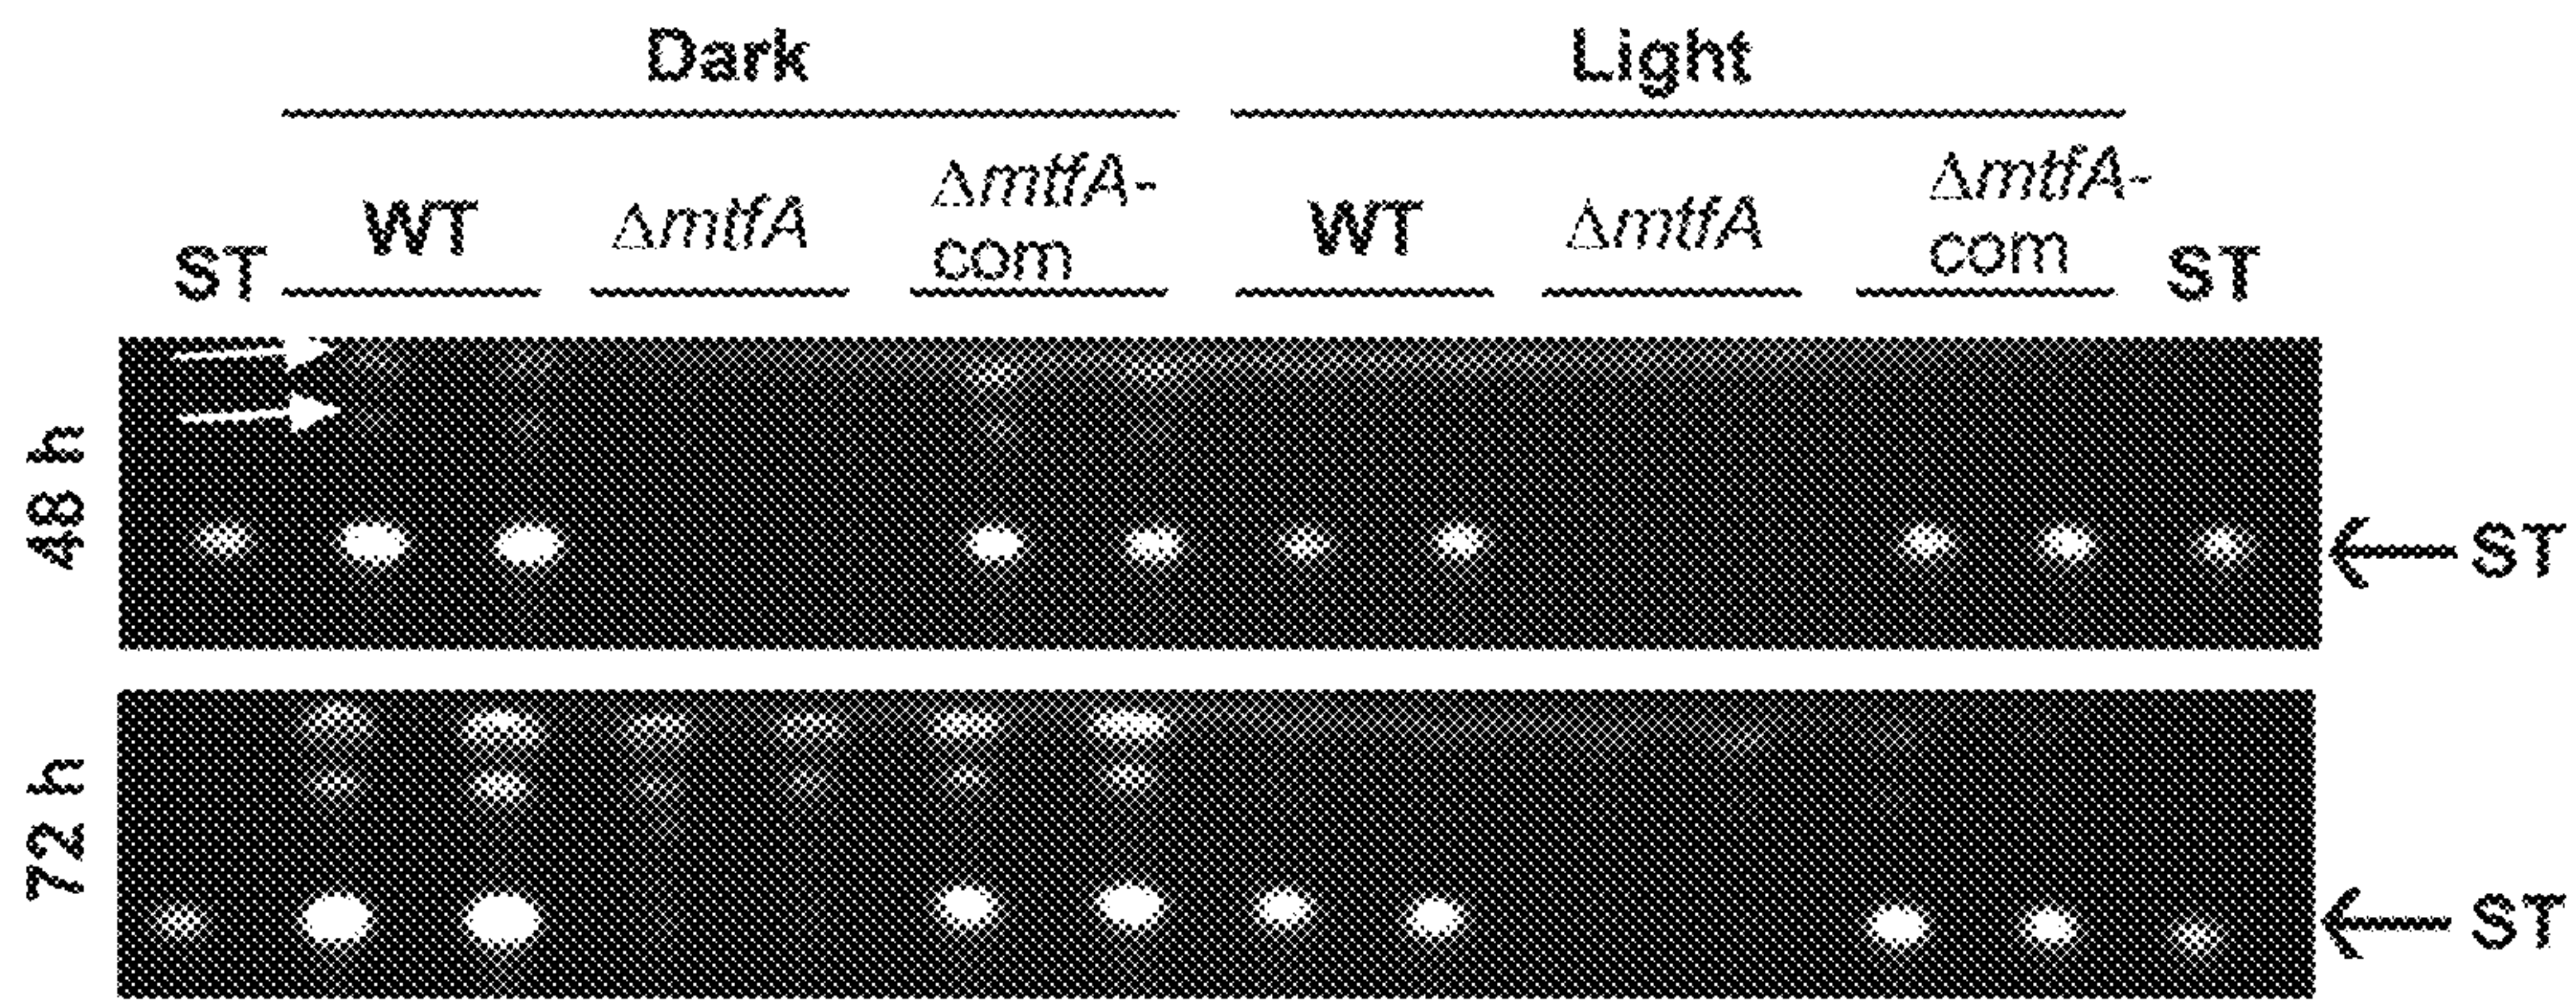 Dark Light
ST WT ΔmtfA ΔmtfA-com WT ΔmtfA ΔmtfA-com ST
48 h
ST
72 h
ST